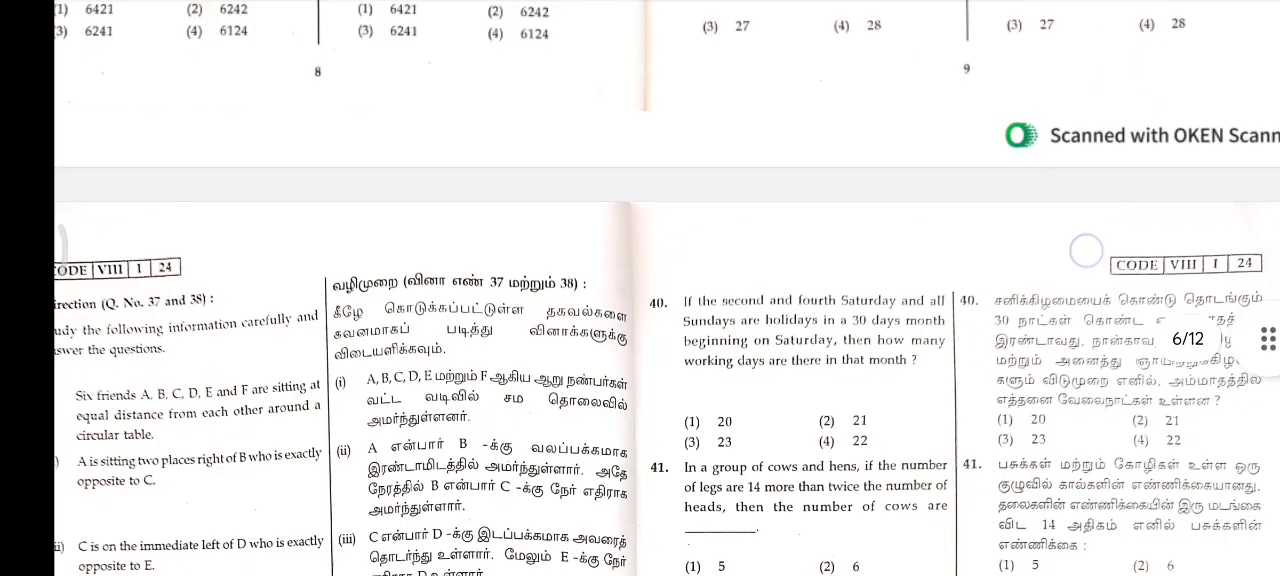 1) 6421 (2) 6242
3) 6241 (4) 6124
(1) 6421 (2) 6242
(3) 6241 (4) 6124
8
(3) 27 (4) 28
(3) 27 (4) 28
9
Scanned with OKEN Scann
CODE VIII 1 24
irection (Q. No. 37 and 38) :
udy the following information carefully and
swer the questions.
Six friends A, B, C, D, E and F are sitting at
equal distance from each other around a
circular table.
) A is sitting two places right of B who is exactly
opposite to C.
ii) C is on the immediate left of D who is exactly
opposite to E.
வழிமுறை (வினா எண் 37 மற்றும் 38) :
கீழே கொடுக்கப்பட்டுள்ள தகவல்களை
கவனமாகப் படித்து வினாக்களுக்கு
விடையளிக்கவும்.
(i) A, B, C, D, E மற்றும் F ஆகிய ஆறு நண்பர்கள்
வட்ட வடிவில் சம தொலைவில்
அமர்ந்துள்ளனர்.
(ii) A என்பார் B -க்கு வலப்பக்கமாக
இரண்டாமிடத்தில் அமர்ந்துள்ளார். அதே
நேரத்தில் B என்பார் C -க்கு நேர் எதிராக
அமர்ந்துள்ளார்.
(iii) C என்பார் D -க்கு இடப்பக்கமாக அவரைத்
தொடர்ந்து உள்ளார். மேலும் E -க்கு நேர்
40. If the second and fourth Saturday and all
Sundays are holidays in a 30 days month
beginning on Saturday, then how many
working days are there in that month ?
(1) 20 (2) 21
(3) 23 (4) 22
41. In a group of cows and hens, if the number
of legs are 14 more than twice the number of
heads, then the number of cows are
________.
(1) 5 (2) 6
CODE VIII I 24
40. சனிக்கிழமையைக் கொண்டு தொடங்கும்
30 நாட்கள் கொண்ட
இரண்டாவது, நான்காவ
மற்றும் அனைத்து
களும் விடுமுறை எனில், அம்மாதத்தில
எத்தனை வேலைநாட்கள் உள்ளன ?
(1) 20 (2) 21
(3) 23 (4) 22
6/12
41. பசுக்கள் மற்றும் கோழிகள் உள்ள ஒரு
குழுவில் கால்களின் எண்ணிக்கையானது,
தலைகளின் எண்ணிக்கையின் இரு மடங்கை
விட 14 அதிகம் எனில் பசுக்களின்
எண்ணிக்கை :
(1) 5 (2) 6